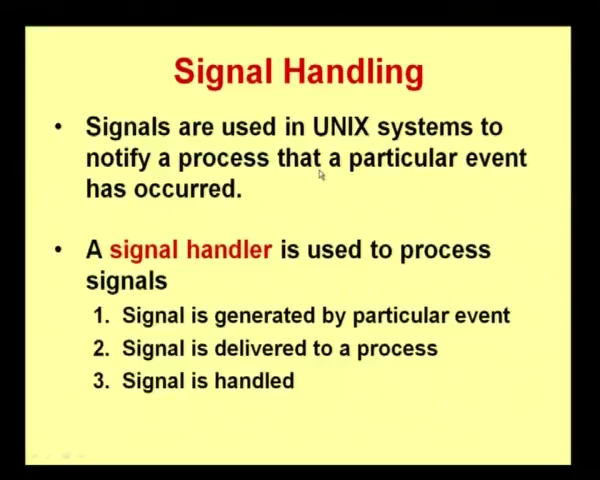 Signal Handling
• Signals are used in UNIX systems to
notify a process that a particular event
has occurred.
• A signal handler is used to process
signals
1. Signal is generated by particular event
2. Signal is delivered to a process
3. Signal is handled